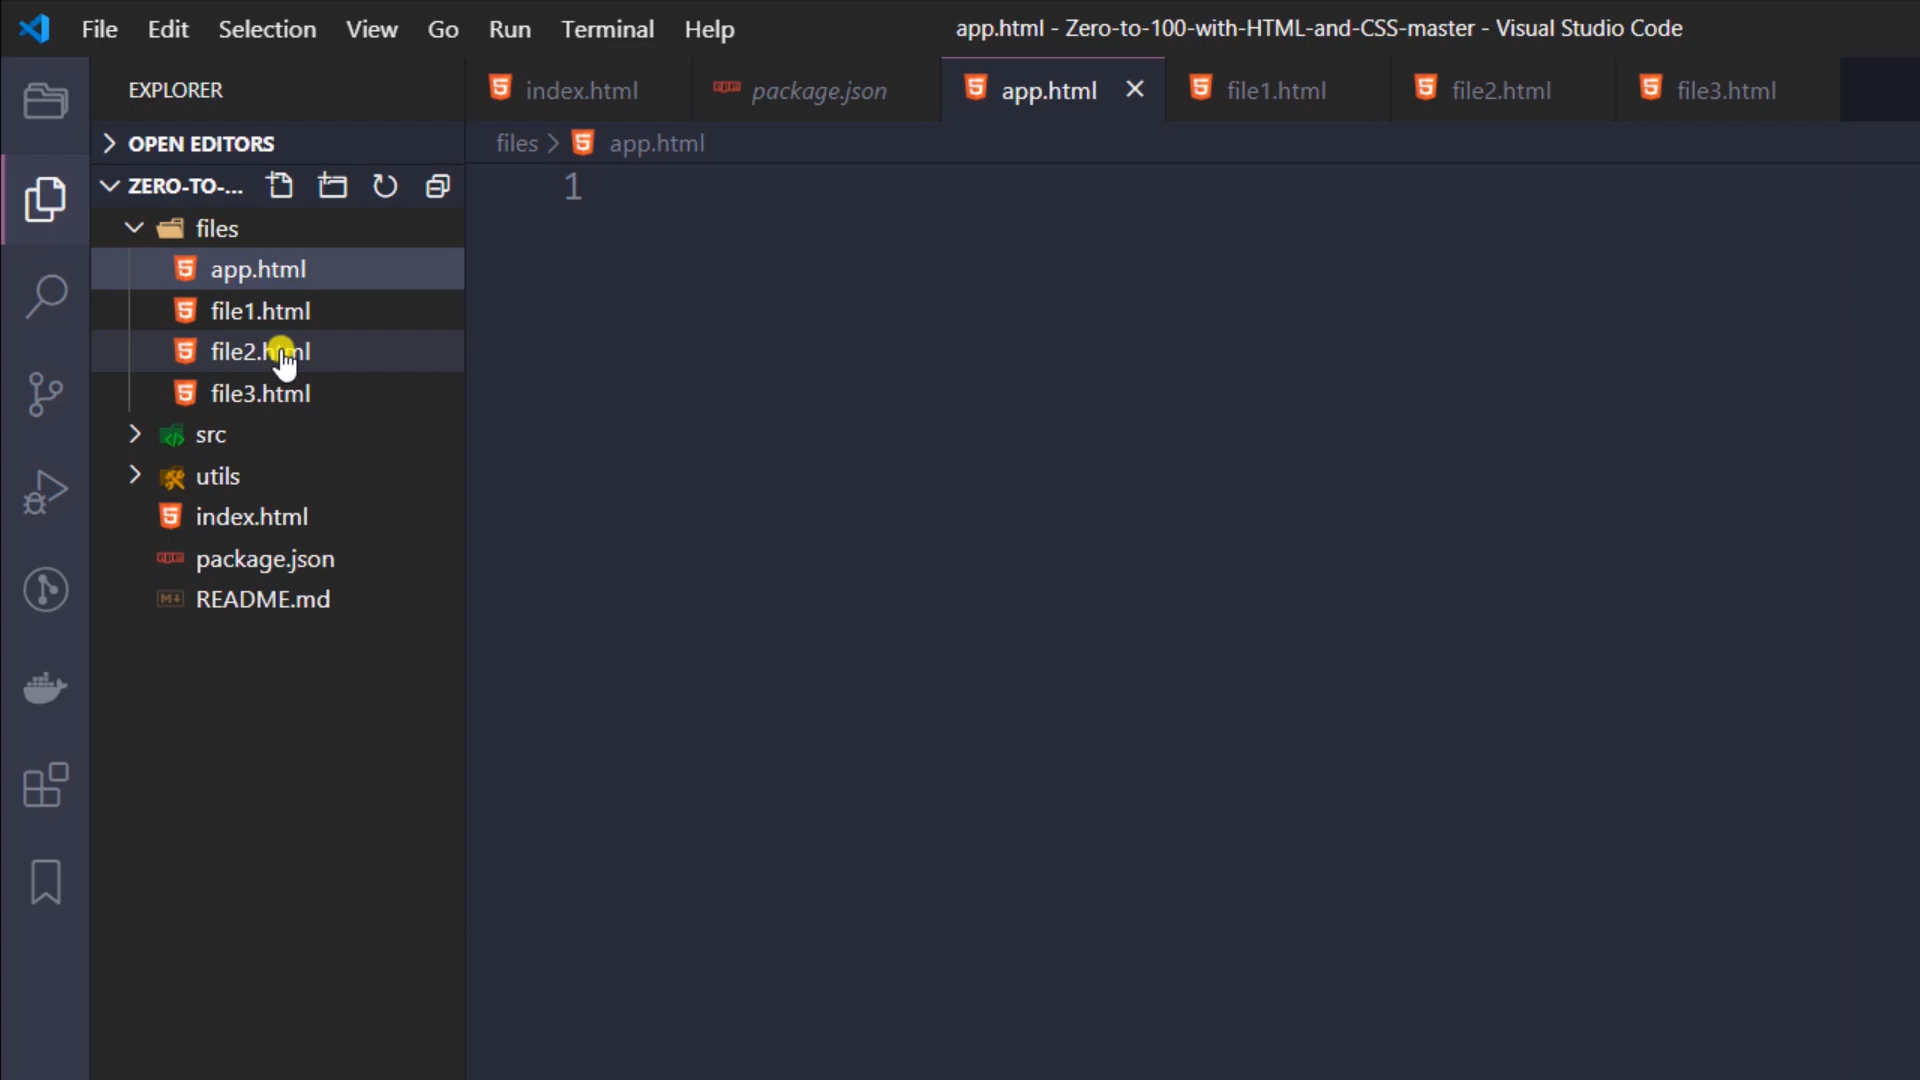 File Edit Selection View Go Run Terminal Help app.html - Zero-to-100-with-HTML-and-CSS-master - Visual Studio Code
EXPLORER
index.html package.json app.html file1.html file2.html file3.html
OPEN EDITORS
files > app.html
ZERO-TO-...
1
files
app.html
file1.html
file2.html
file3.html
src
utils
index.html
package.json
README.md